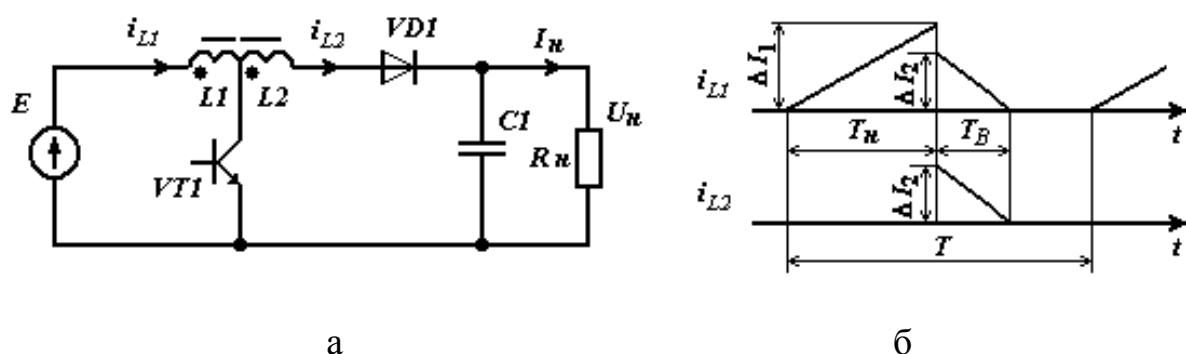 i_L1
i_L2
VD1
I_н
L1
L2
E
VT1
C1
R_н
U_н
ΔI_1
ΔI_2
i_L1
t
T_н
T_В
ΔI_2
i_L2
t
T
а
б